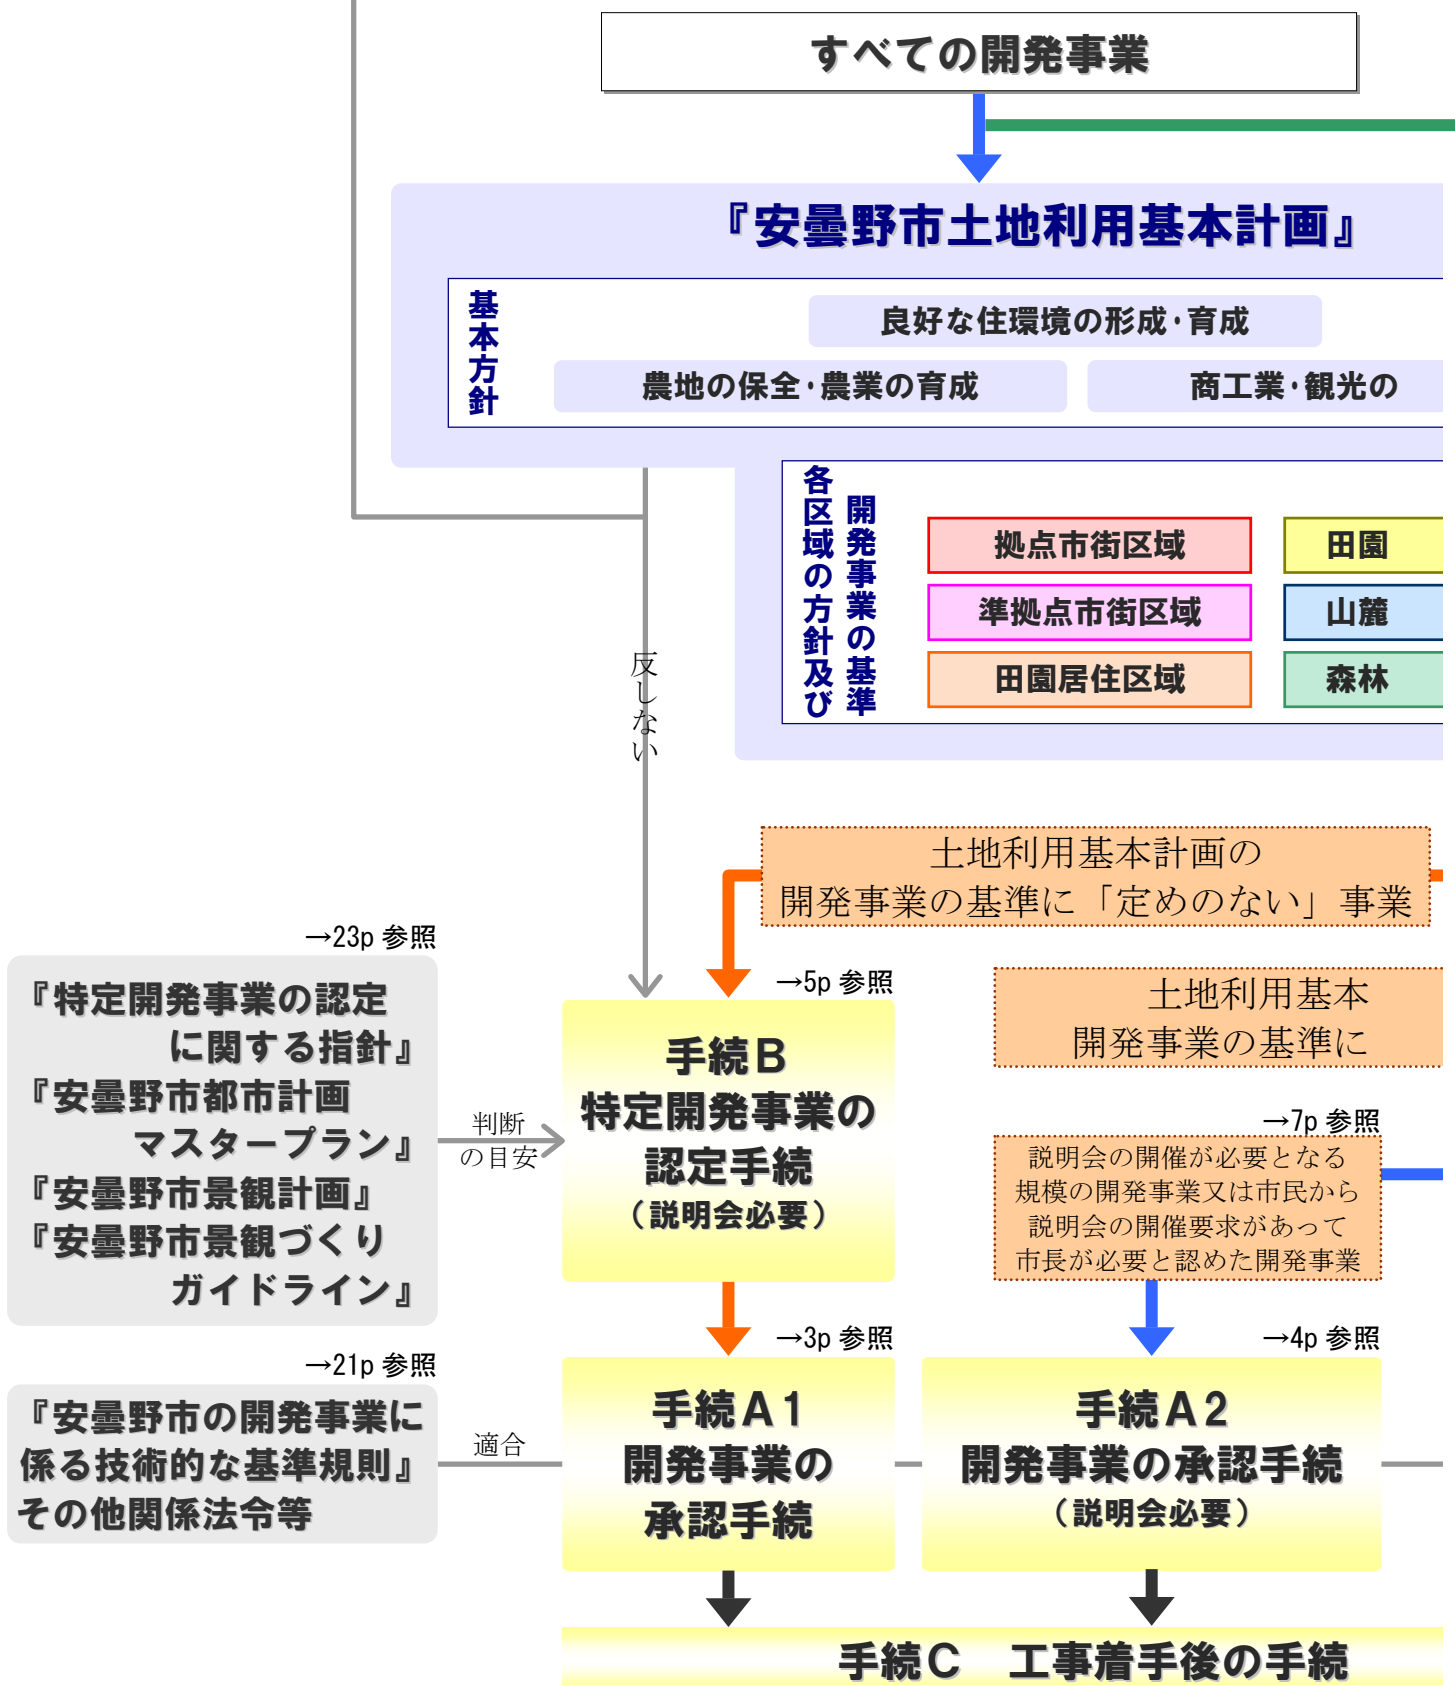 すべての開発事業
『安曇野市土地利用基本計画』
基本方針
良好な住環境の形成･育成
農地の保全･農業の育成
商工業･観光の
各区域の方針及び
開発事業の基準
拠点市街区域
田園
準拠点市街区域
山麓
田園居住区域
森林
反しない
土地利用基本計画の
開発事業の基準に「定めのない」事業
→23p 参照
『特定開発事業の認定
に関する指針』
『安曇野市都市計画
マスタープラン』
『安曇野市景観計画』
『安曇野市景観づくり
ガイドライン』
判断
の目安
→5p 参照
手続B
特定開発事業の
認定手続
（説明会必要）
土地利用基本
開発事業の基準に
→7p 参照
説明会の開催が必要となる
規模の開発事業又は市民から
説明会の開催要求があって
市長が必要と認めた開発事業
→21p 参照
『安曇野市の開発事業に
係る技術的な基準規則』
その他関係法令等
適合
→3p 参照
手続A1
開発事業の
承認手続
→4p 参照
手続A2
開発事業の承認手続
（説明会必要）
手続C　工事着手後の手続